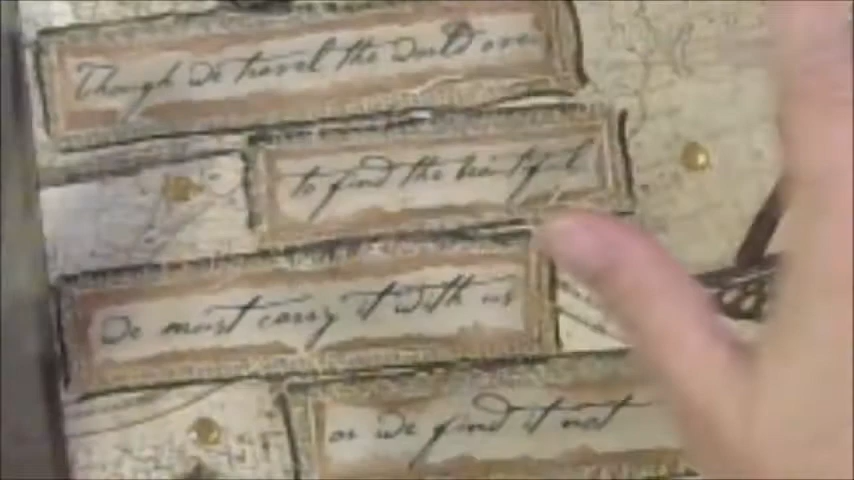 Though we travel the world over
to find the beautiful
we must carry it with us
or we find it not